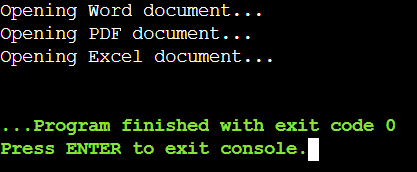 Opening Word document...
Opening PDF document...
Opening Excel document...
...Program finished with exit code 0
Press ENTER to exit console.